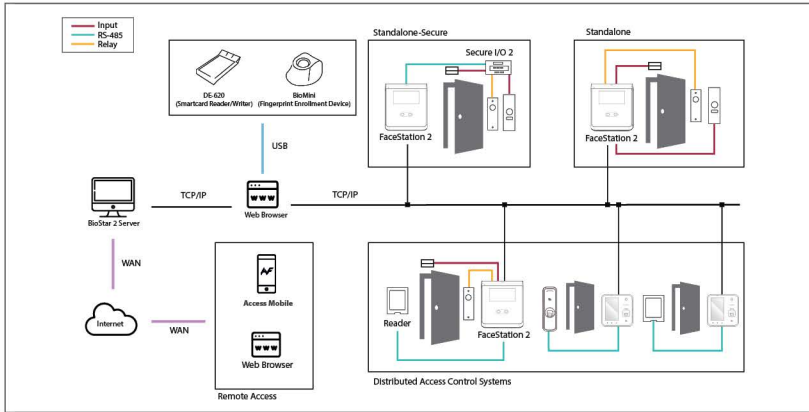 Input
RS-485
Relay
DE-620
(Smartcard Reader/Writer)
BioMini
(Fingerprint Enrollment Device)
USB
Standalone-Secure
Secure I/O 2
FaceStation 2
Standalone
FaceStation 2
BioStar 2 Server
TCP/IP
WWW
Web Browser
TCP/IP
WAN
Internet
WAN
Access Mobile
WWW
Web Browser
Remote Access
Reader
FaceStation 2
Distributed Access Control Systems